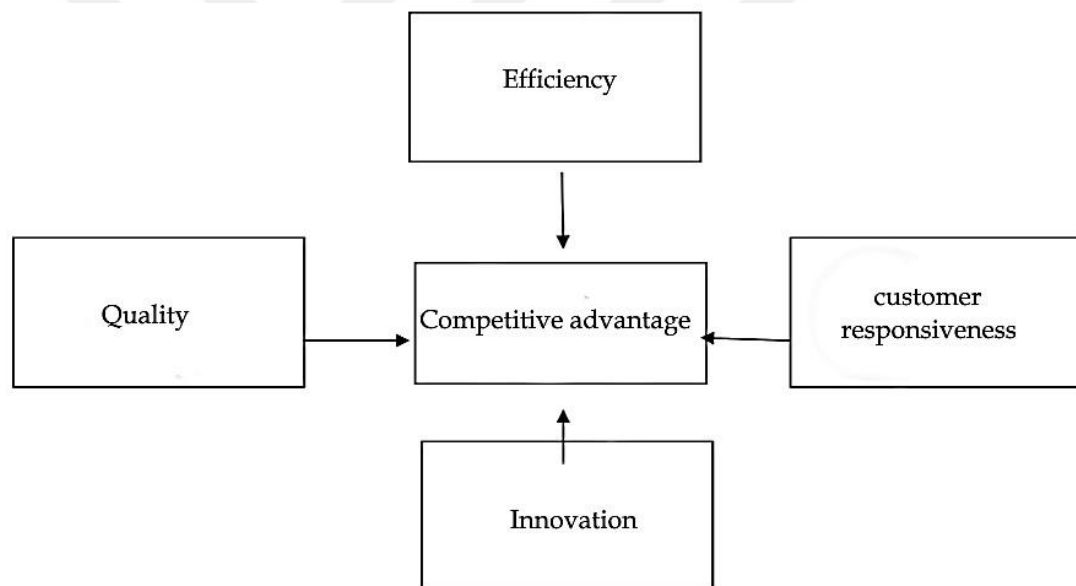 Efficiency
Quality
Competitive advantage
customer
responsiveness
Innovation